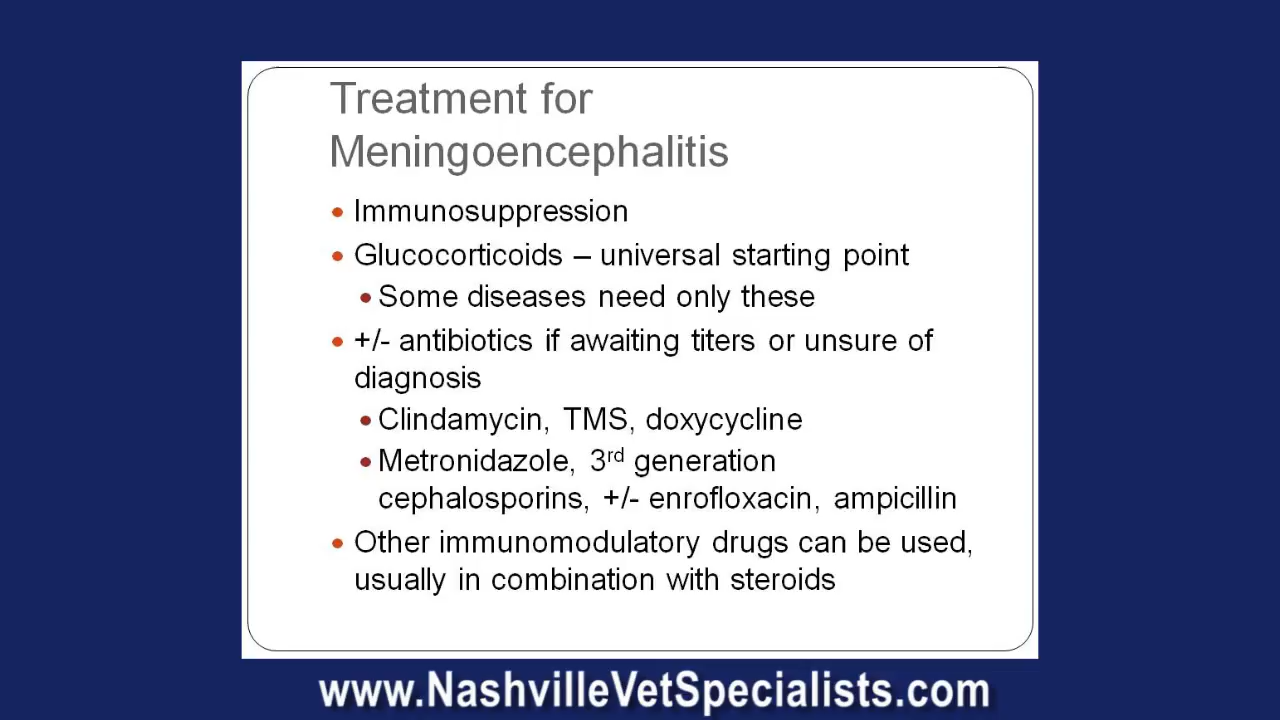 Treatment for
Meningoencephalitis
• Immunosuppression
• Glucocorticoids – universal starting point
• Some diseases need only these
• +/- antibiotics if awaiting titers or unsure of
diagnosis
• Clindamycin, TMS, doxycycline
• Metronidazole, 3rd generation
cephalosporins, +/- enrofloxacin, ampicillin
• Other immunomodulatory drugs can be used,
usually in combination with steroids
www.NashvilleVetSpecialists.com